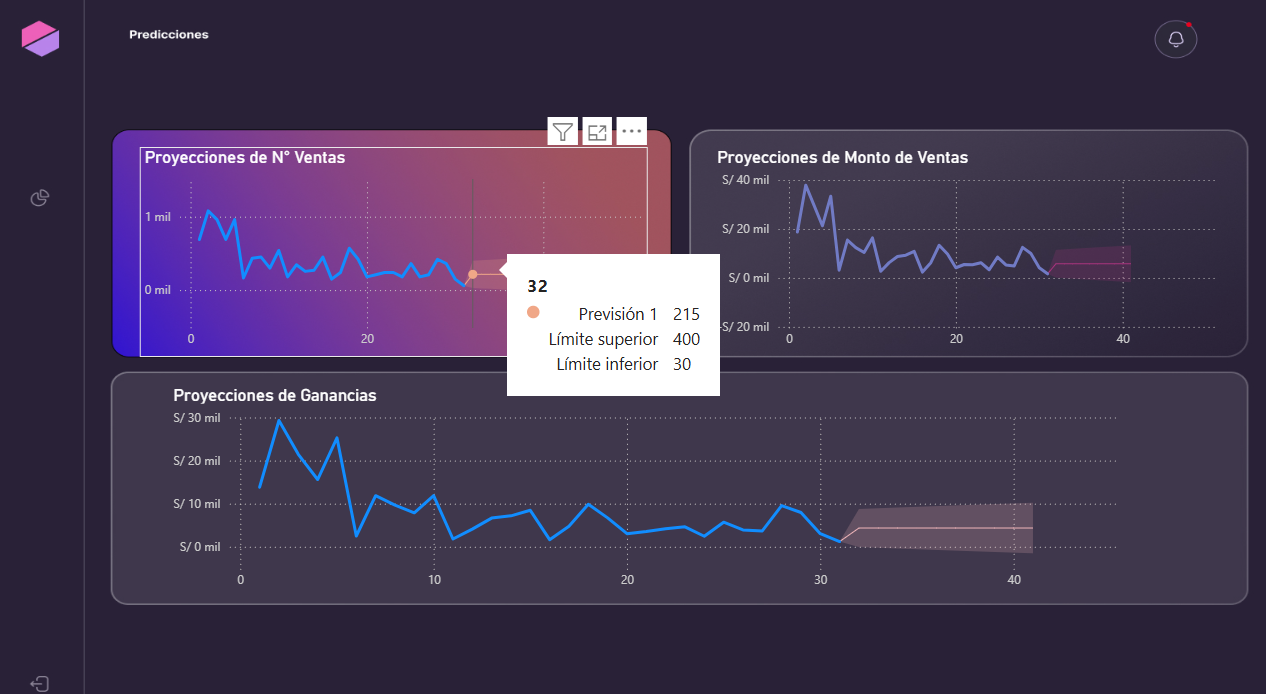 Predicciones
Proyecciones de N° Ventas
1 mil
0 mil
0
20
32
Previsión 1 215
Límite superior 400
Límite inferior 30
Proyecciones de Monto de Ventas
S/ 40 mil
S/ 20 mil
S/ 0 mil
-S/ 20 mil
0
20
40
Proyecciones de Ganancias
S/ 30 mil
S/ 20 mil
S/ 10 mil
S/ 0 mil
0
10
20
30
40